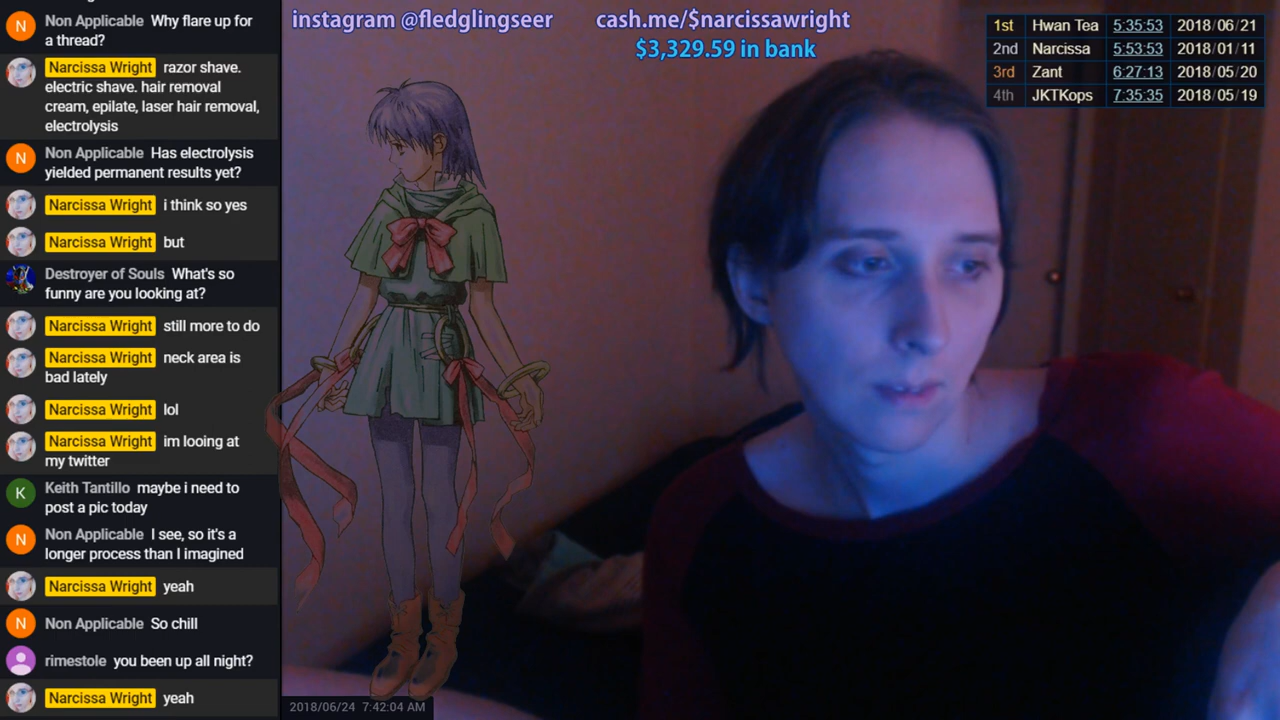 Non Applicable Why flare up for
a thread?
Narcissa Wright razor shave.
electric shave. hair removal
cream, epilate, laser hair removal,
electrolysis
Non Applicable Has electrolysis
yielded permanent results yet?
Narcissa Wright i think so yes
Narcissa Wright but
Destroyer of Souls What's so
funny are you looking at?
Narcissa Wright still more to do
Narcissa Wright neck area is
bad lately
Narcissa Wright lol
Narcissa Wright im looing at
my twitter
K Keith Tantillo maybe i need to
post a pic today
N Non Applicable I see, so it's a
longer process than I imagined
Narcissa Wright yeah
N Non Applicable So chill
rimestole you been up all night?
Narcissa Wright yeah
instagram @fledglingseer cash.me/$narcissawright
$3,329.59 in bank
1st Hwan Tea 5:35:53 2018/06/21
2nd Narcissa 5:53:53 2018/01/11
3rd Zant 6:27:13 2018/05/20
4th JKTKops 7:35:35 2018/05/19
2018/06/24 7:42:04 AM